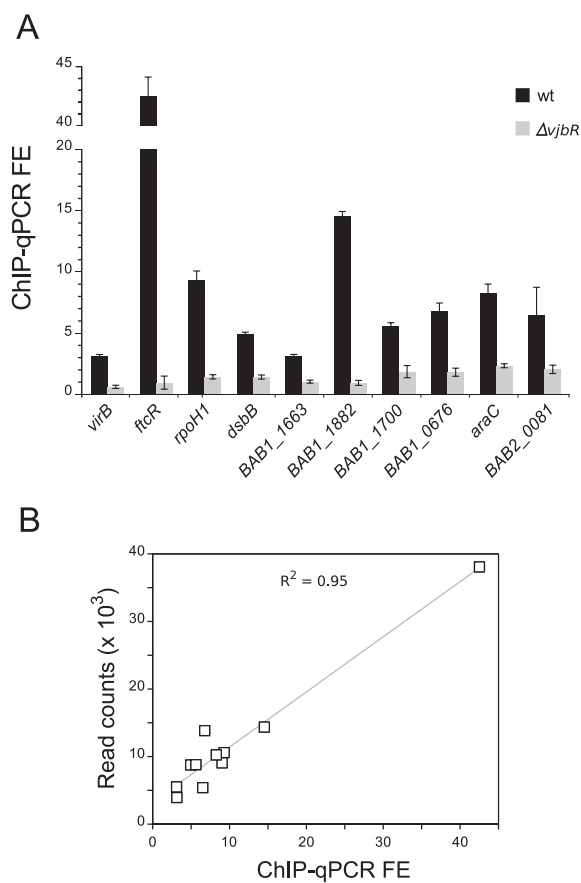 A
45
40
20
15
10
5
0
ChIP-qPCR FE
wt
ΔvjbR
virB
ftcR
rpoH1
dsbB
BAB1_1663
BAB1_1882
BAB1_1700
BAB1_0676
araC
BAB2_0081
B
R² = 0.95
40
30
20
10
0
Read counts (x 10³)
0 10 20 30 40
ChIP-qPCR FE